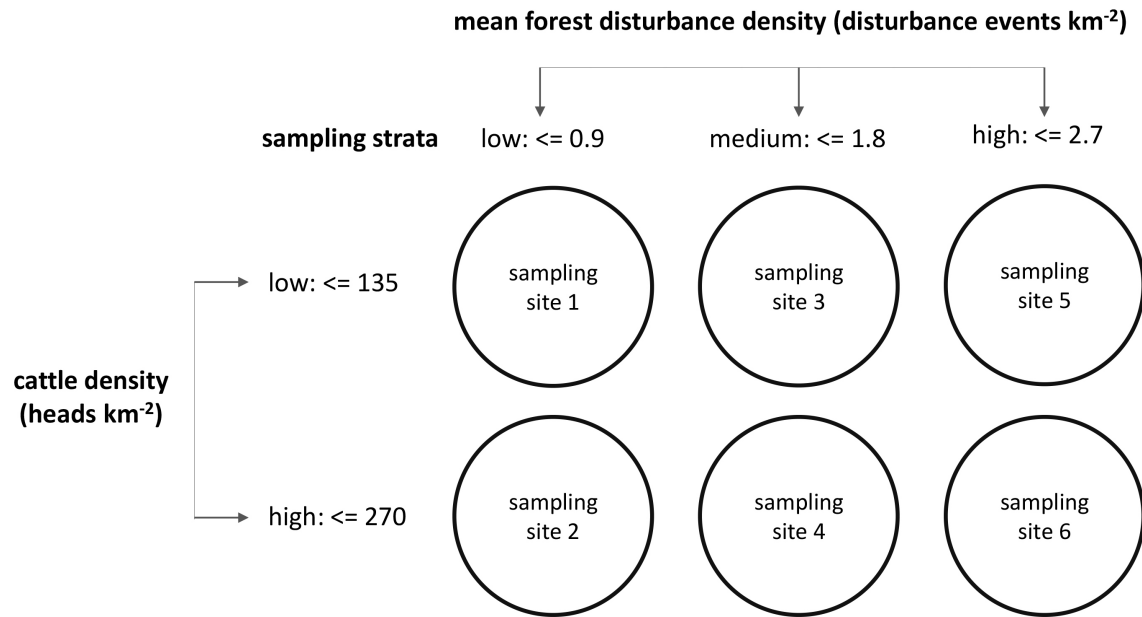 mean forest disturbance density (disturbance events km-2)
sampling strata
low: <= 0.9
medium: <= 1.8
high: <= 2.7
low: <= 135
sampling
site 1
sampling
site 3
sampling
site 5
cattle density
(heads km-2)
high: <= 270
sampling
site 2
sampling
site 4
sampling
site 6